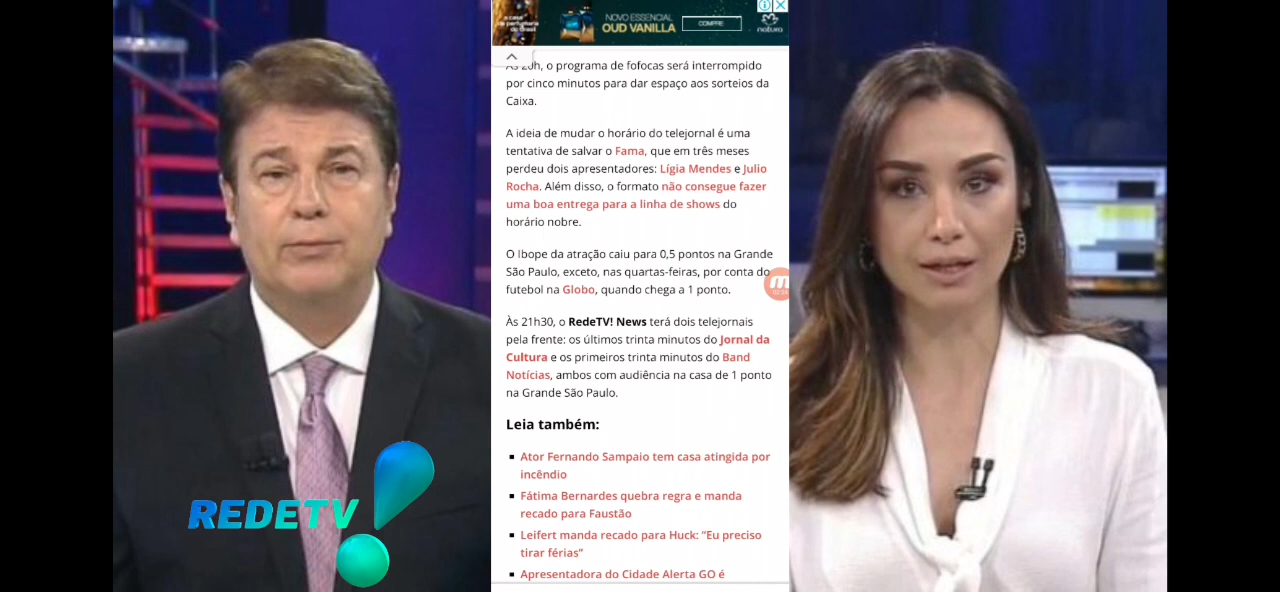 a casa
da perfumaria
do Brasil
NOVO ESSENCIAL
OUD VANILLA
COMPRE
natura
Às 20h, o programa de fofocas será interrompido
por cinco minutos para dar espaço aos sorteios da
Caixa.
A ideia de mudar o horário do telejornal é uma
tentativa de salvar o Fama, que em três meses
perdeu dois apresentadores: Lígia Mendes e Julio
Rocha. Além disso, o formato não consegue fazer
uma boa entrega para a linha de shows do
horário nobre.
O Ibope da atração caiu para 0,5 pontos na Grande
São Paulo, exceto, nas quartas-feiras, por conta do
futebol na Globo, quando chega a 1 ponto.
Às 21h30, o RedeTV! News terá dois telejornais
pela frente: os últimos trinta minutos do Jornal da
Cultura e os primeiros trinta minutos do Band
Notícias, ambos com audiência na casa de 1 ponto
na Grande São Paulo.
Leia também:
Ator Fernando Sampaio tem casa atingida por
incêndio
Fátima Bernardes quebra regra e manda
recado para Faustão
Leifert manda recado para Huck: “Eu preciso
tirar férias”
Apresentadora do Cidade Alerta GO é
REDETV!